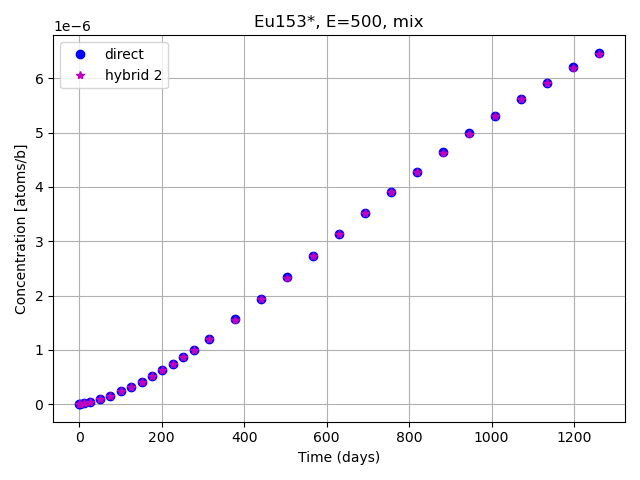 Eu153*, E=500, mix
1e−6
direct
hybrid 2
6
5
4
3
2
1
0
Concentration [atoms/b]
0 200 400 600 800 1000 1200
Time (days)